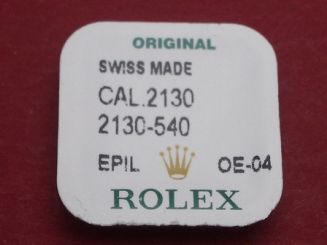 ORIGINAL
SWISS MADE
CAL.2130
2130-540
EPIL OE-04
ROLEX